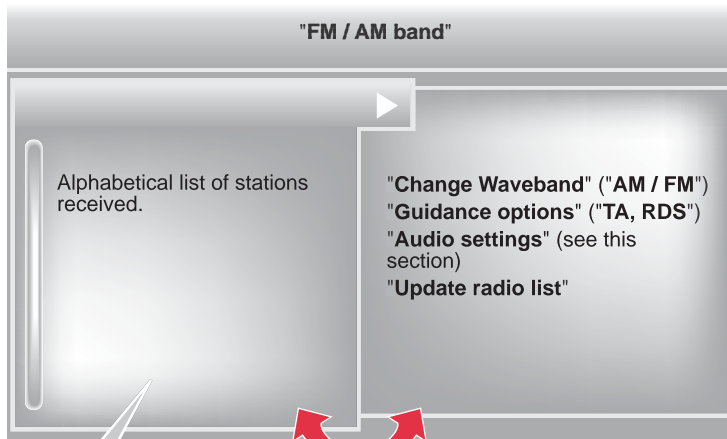 "FM / AM band"
Alphabetical list of stations
received.
"Change Waveband" ("AM / FM")
"Guidance options" ("TA, RDS")
"Audio settings" (see this
section)
"Update radio list"